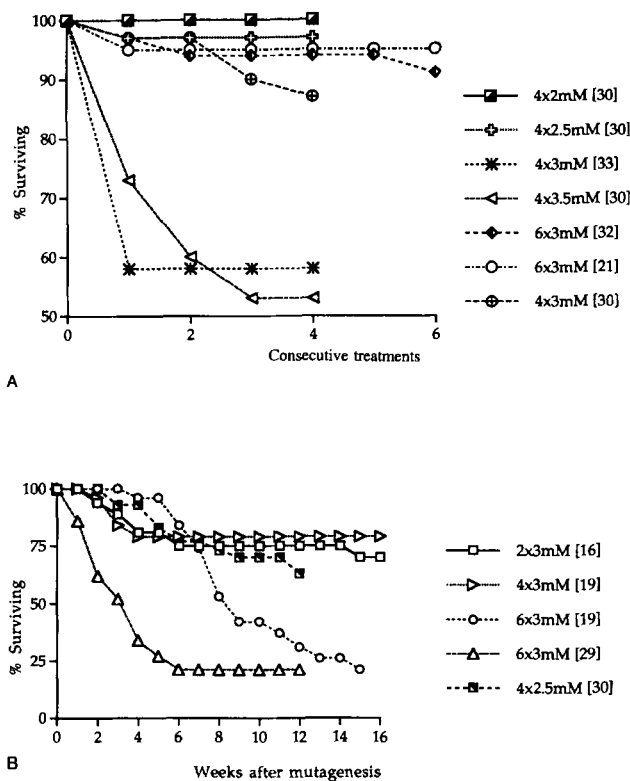 100
90
80
70
60
50
% Surviving
0
2
4
6
Consecutive treatments
4x2mM [30]
4x2.5mM [30]
4x3mM [33]
4x3.5mM [30]
6x3mM [32]
6x3mM [21]
4x3mM [30]
A
100
75
50
25
0
% Surviving
0
2
4
6
8
10
12
14
16
Weeks after mutagenesis
2x3mM [16]
4x3mM [19]
6x3mM [19]
6x3mM [29]
4x2.5mM [30]
B